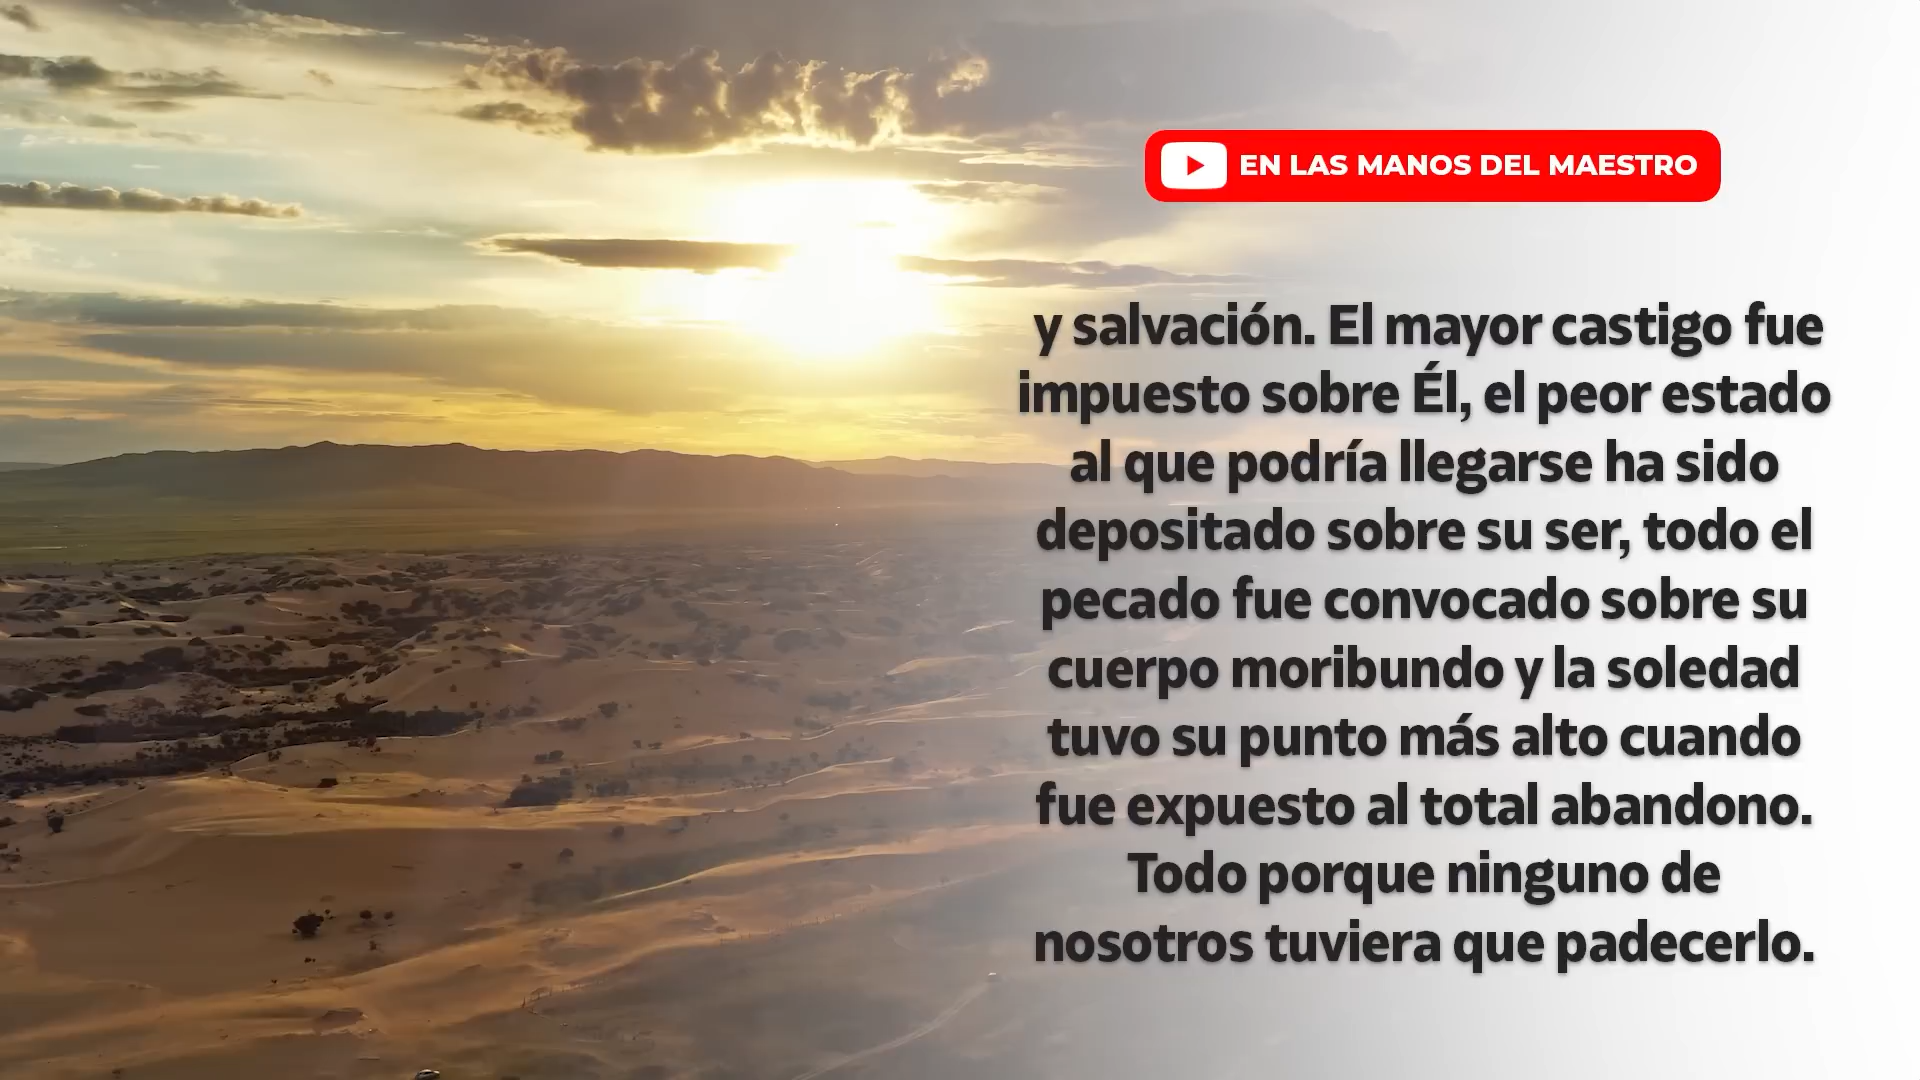 EN LAS MANOS DEL MAESTRO
y salvación. El mayor castigo fue
impuesto sobre Él, el peor estado
al que podría llegarse ha sido
depositado sobre su ser, todo el
pecado fue convocado sobre su
cuerpo moribundo y la soledad
tuvo su punto más alto cuando
fue expuesto al total abandono.
Todo porque ninguno de
nosotros tuviera que padecerlo.